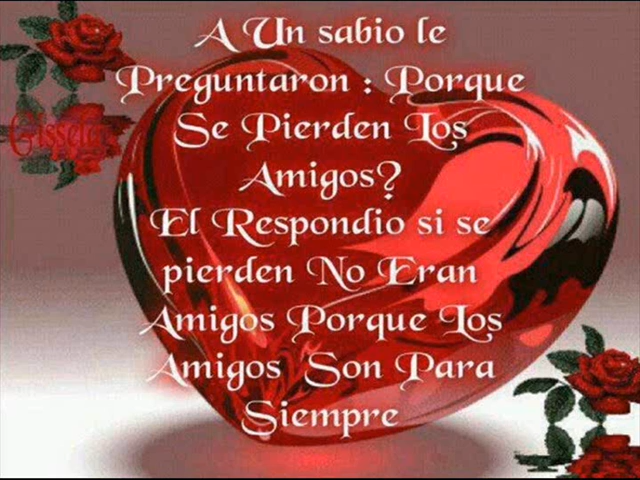 A Un sabio le
Preguntaron : Porque
Se Pierden Los
Amigos?
El Respondio si se
pierden No Eran
Amigos Porque Los
Amigos Son Para
Siempre